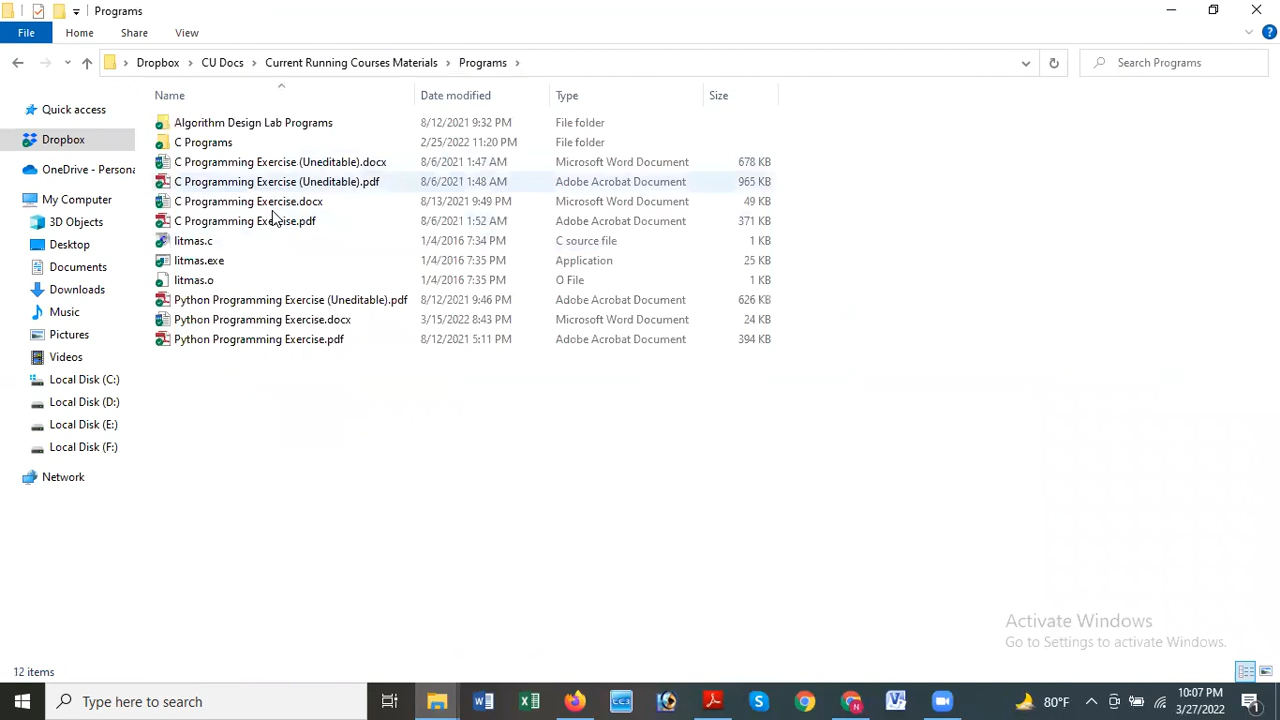 Programs
File Home Share View
Dropbox CU Docs Current Running Courses Materials Programs Search Programs
Name Date modified Type Size
Quick access
Dropbox
OneDrive - Persona
My Computer
3D Objects
Desktop
Documents
Downloads
Music
Pictures
Videos
Local Disk (C:)
Local Disk (D:)
Local Disk (E:)
Local Disk (F:)
Network
Algorithm Design Lab Programs 8/12/2021 9:32 PM File folder
C Programs 2/25/2022 11:20 PM File folder
C Programming Exercise (Uneditable).docx 8/6/2021 1:47 AM Microsoft Word Document 678 KB
C Programming Exercise (Uneditable).pdf 8/6/2021 1:48 AM Adobe Acrobat Document 965 KB
C Programming Exercise.docx 8/13/2021 9:49 PM Microsoft Word Document 49 KB
C Programming Exercise.pdf 8/6/2021 1:52 AM Adobe Acrobat Document 371 KB
litmas.c 1/4/2016 7:34 PM C source file 1 KB
litmas.exe 1/4/2016 7:35 PM Application 25 KB
litmas.o 1/4/2016 7:35 PM O File 1 KB
Python Programming Exercise (Uneditable).pdf 8/12/2021 9:46 PM Adobe Acrobat Document 626 KB
Python Programming Exercise.docx 3/15/2022 8:43 PM Microsoft Word Document 24 KB
Python Programming Exercise.pdf 8/12/2021 5:11 PM Adobe Acrobat Document 394 KB
Activate Windows
Go to Settings to activate Windows.
12 items
Type here to search
80°F
10:07 PM
3/27/2022